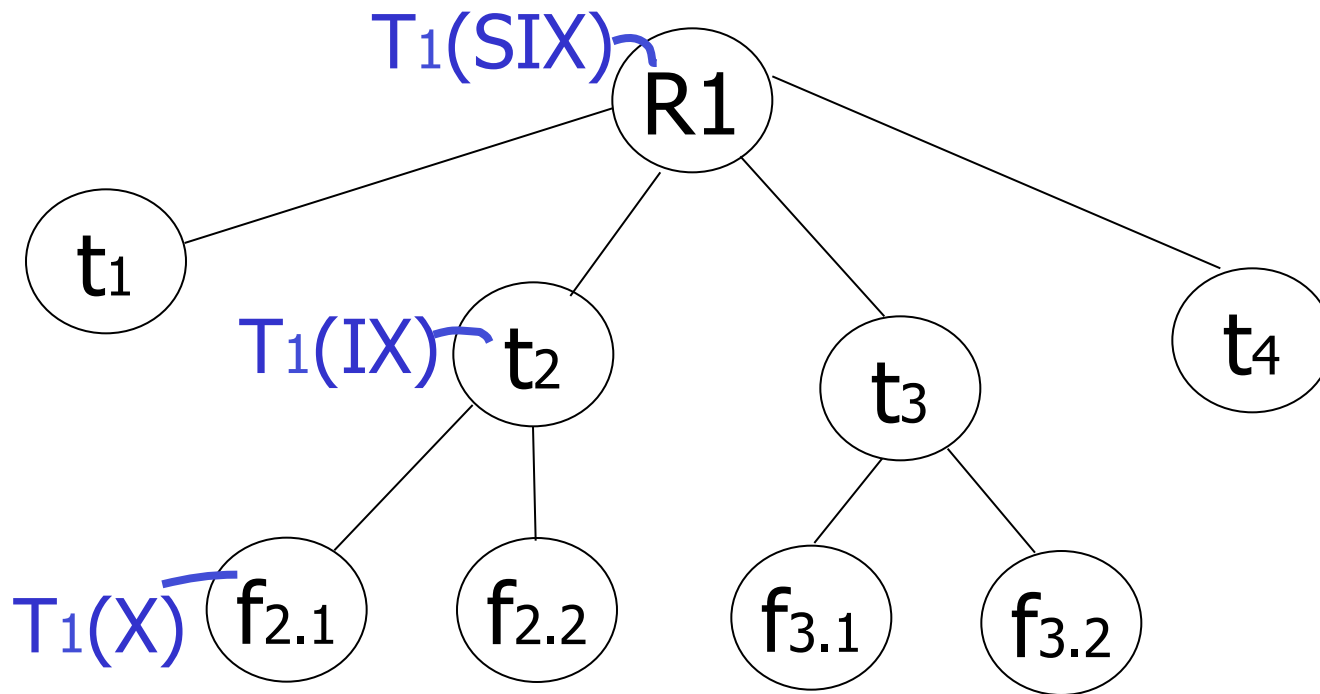 T1(SIX)
R1
t1
T1(IX)
t2
t3
t4
T1(X)
f2.1
f2.2
f3.1
f3.2